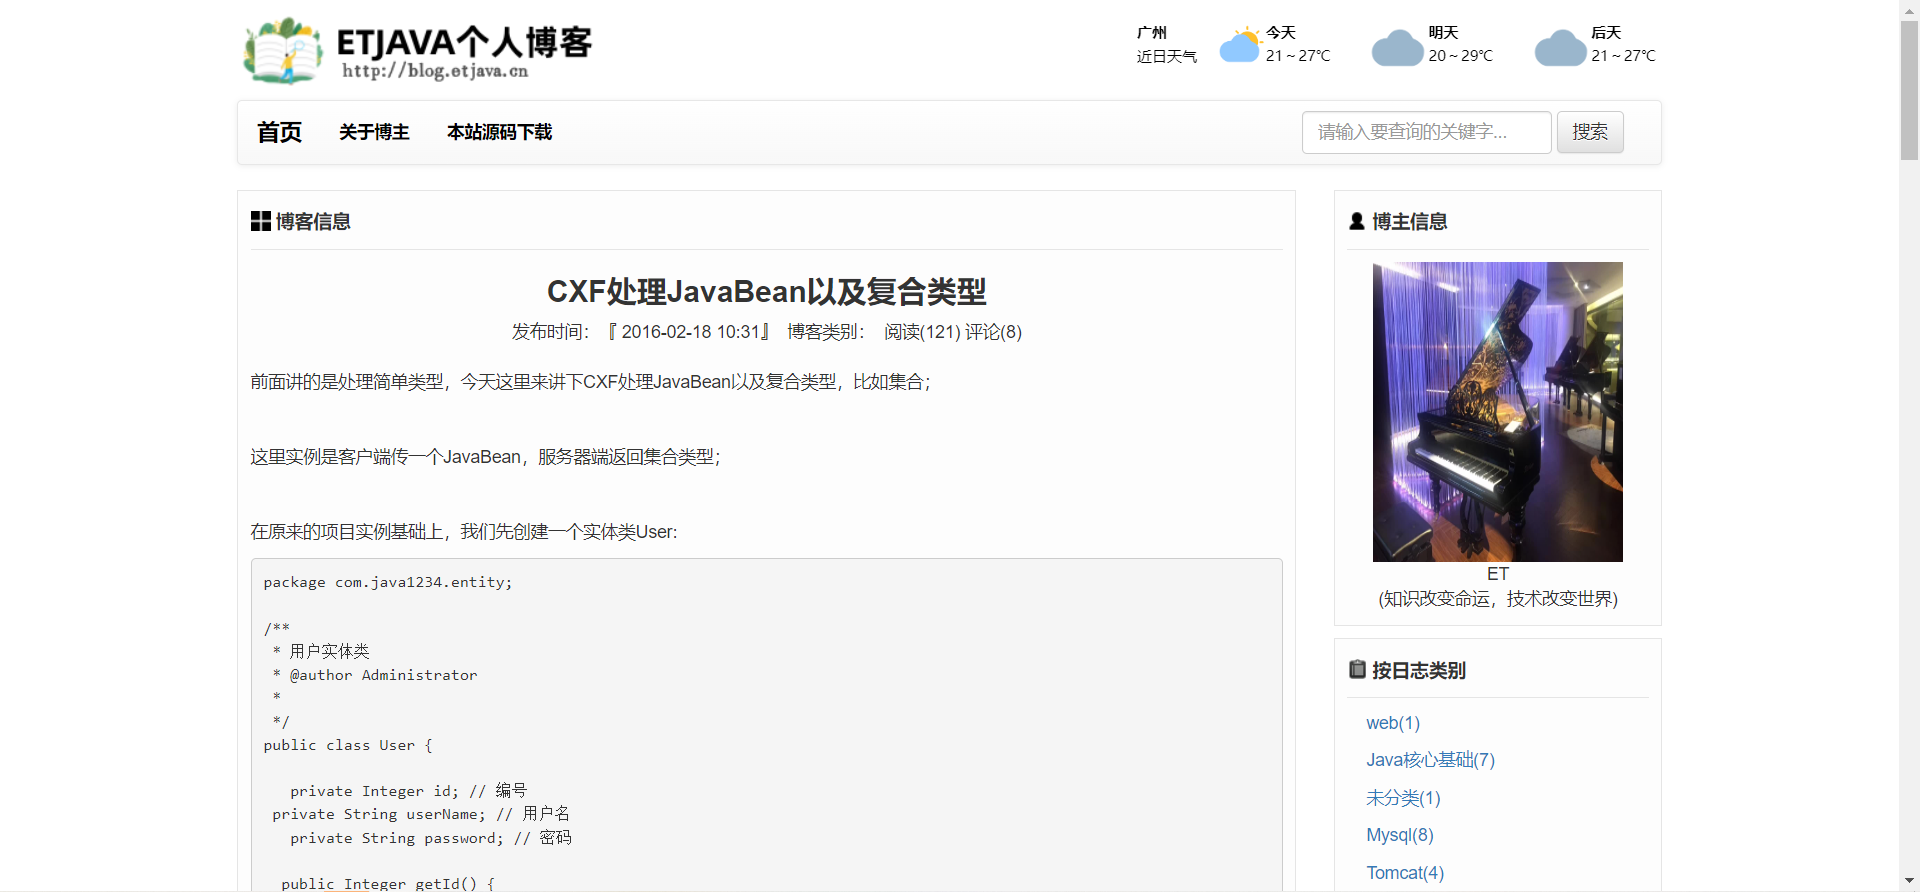 ETJAVA个人博客
http://blog.etjava.cn
广州
近日天气
今天
21～27℃
明天
20～29℃
后天
21～27℃
首页 关于博主 本站源码下载
请输入要查询的关键字...
搜索
博客信息
CXF处理JavaBean以及复合类型
发布时间：『 2016-02-18 10:31』 博客类别： 阅读(121) 评论(8)
前面讲的是处理简单类型，今天这里来讲下CXF处理JavaBean以及复合类型，比如集合；
这里实例是客户端传一个JavaBean，服务器端返回集合类型；
在原来的项目实例基础上，我们先创建一个实体类User:
package com.java1234.entity;
/**
* 用户实体类
* @author Administrator
*
*/
public class User {
private Integer id; // 编号
private String userName; // 用户名
private String password; // 密码
public Integer getId() {
博主信息
ET
(知识改变命运，技术改变世界)
按日志类别
web(1)
Java核心基础(7)
未分类(1)
Mysql(8)
Tomcat(4)